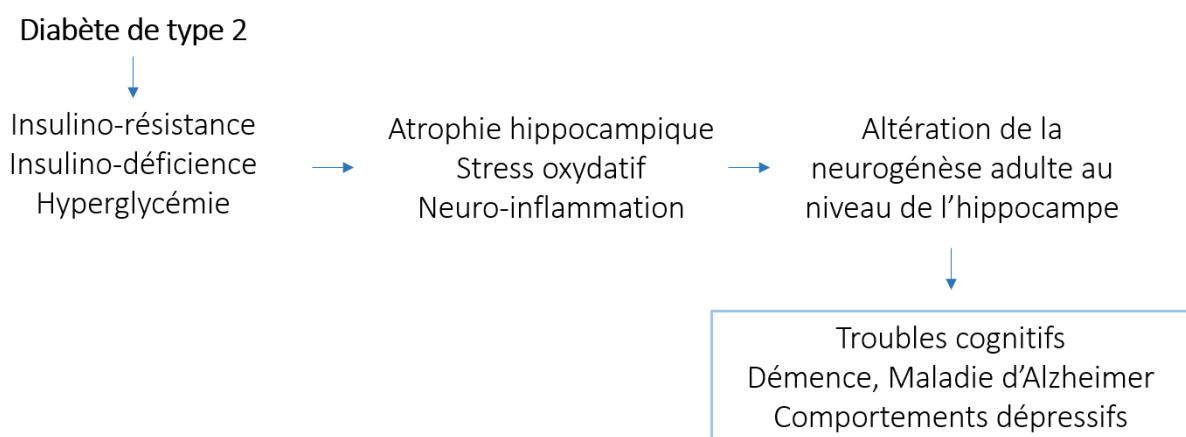 Diabète de type 2
Insulino-résistance
Insulino-déficience
Hyperglycémie
Atrophie hippocampique
Stress oxydatif
Neuro-inflammation
Altération de la
neurogénèse adulte au
niveau de l’hippocampe
Troubles cognitifs
Démence, Maladie d’Alzheimer
Comportements dépressifs